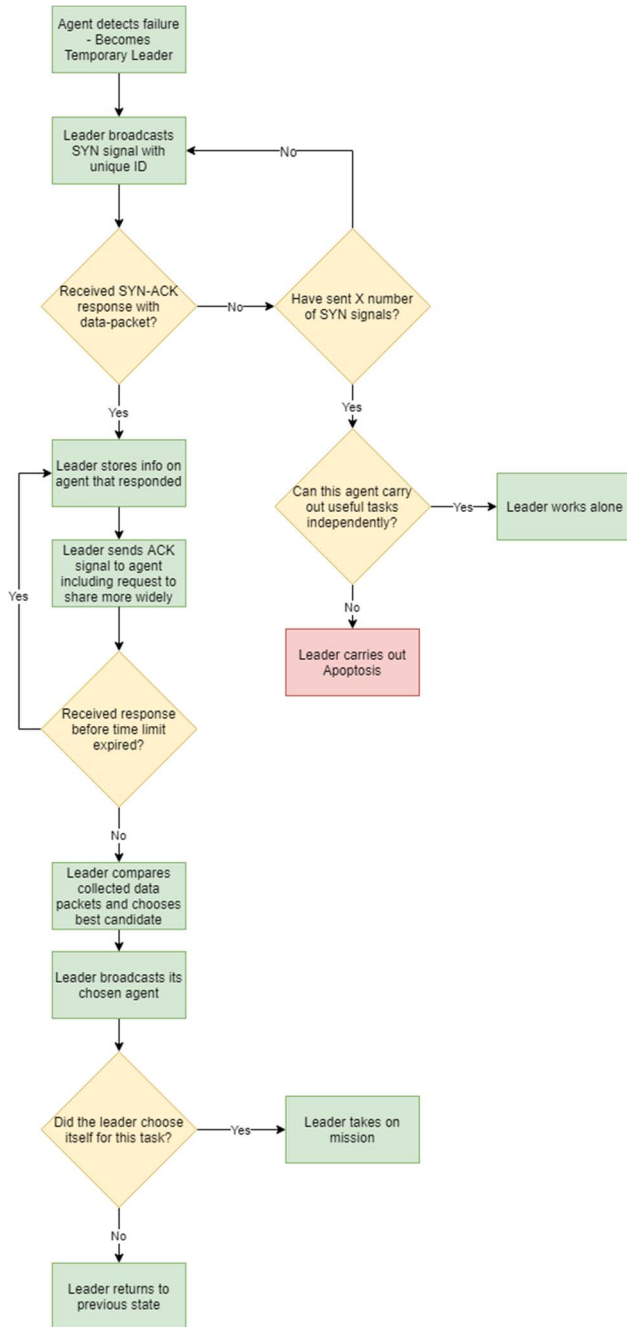 Agent detects failure
- Becomes
Temporary Leader
Leader broadcasts
SYN signal with
unique ID
No
Received SYN-ACK
response with
data-packet?
No
Have sent X number
of SYN signals?
Yes
Yes
Leader stores info on
agent that responded
Can this agent carry
out useful tasks
independently?
Yes
Leader works alone
Leader sends ACK
signal to agent
including request to
share more widely
Yes
No
Leader carries out
Apoptosis
Received response
before time limit
expired?
No
Leader compares
collected data
packets and chooses
best candidate
Leader broadcasts its
chosen agent
Did the leader choose
itself for this task?
Yes
Leader takes on
mission
No
Leader returns to
previous state